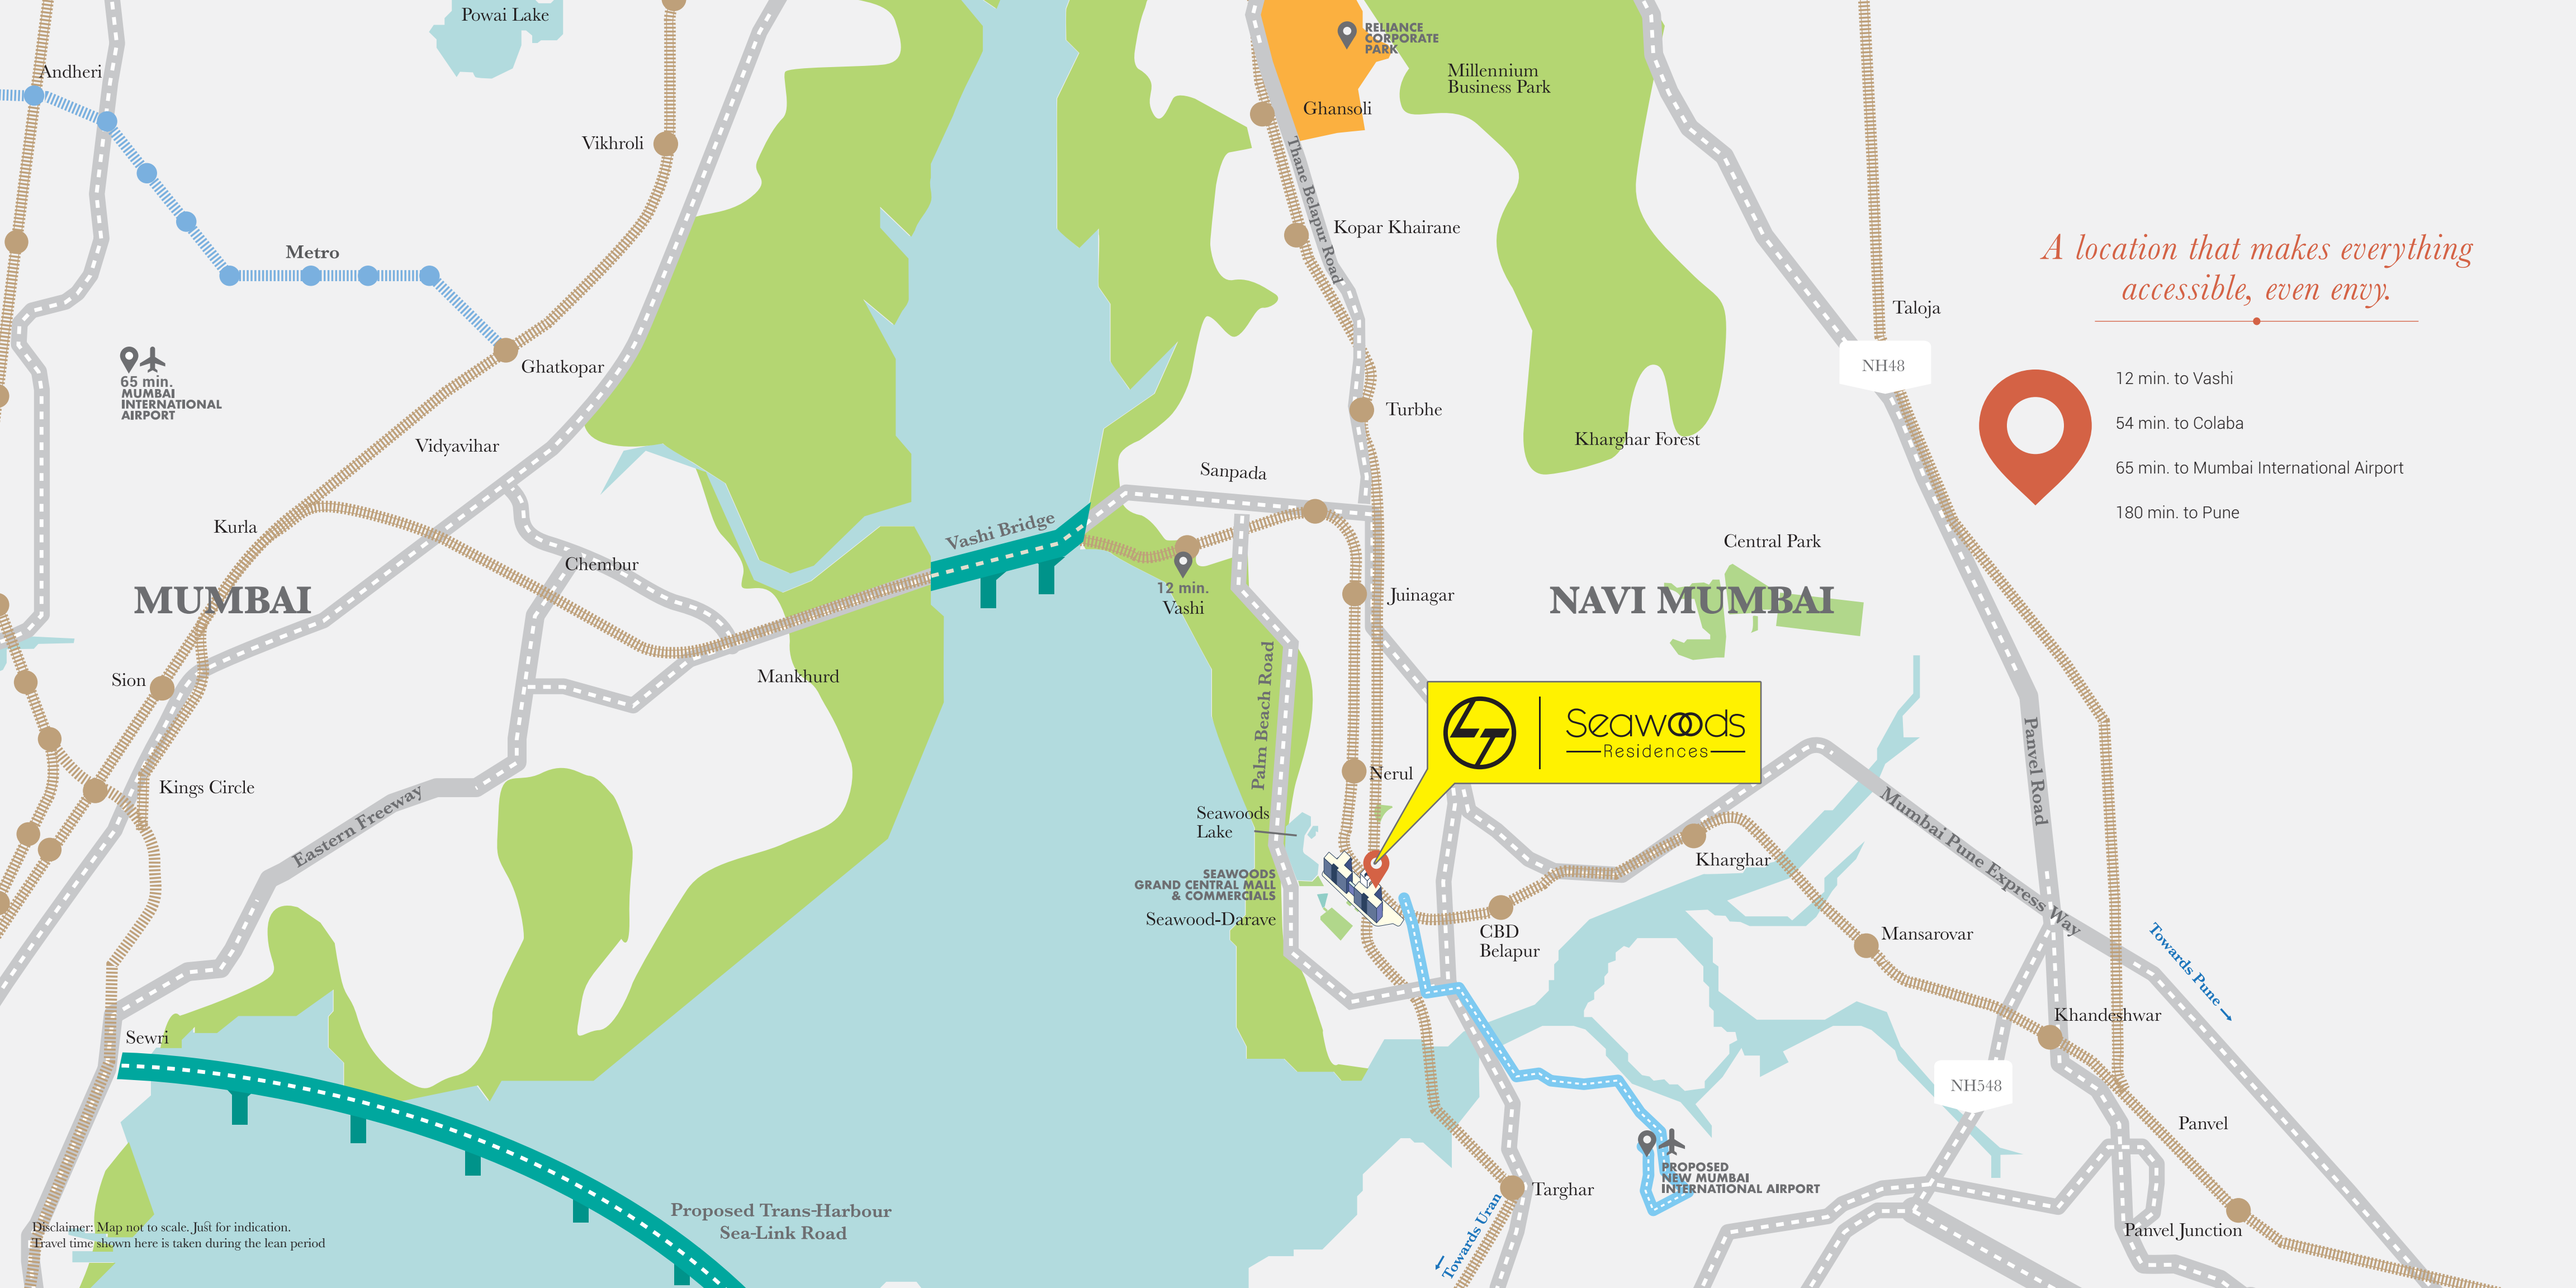 Powai Lake
Andheri
Vikhroli
Metro
65 min.
MUMBAI
INTERNATIONAL
AIRPORT
Ghatkopar
Vidyavihar
Kurla
Chembur
MUMBAI
Sion
Mankhurd
Kings Circle
Eastern Freeway
Sewri
Proposed Trans-Harbour
Sea-Link Road
Disclaimer: Map not to scale. Just for indication.
Travel time shown here is taken during the lean period
Vashi Bridge
RELIANCE
CORPORATE
PARK
Millennium
Business Park
Ghansoli
Thane Belapur Road
Kopar Khairane
Turbhe
Kharghar Forest
Sanpada
12 min.
Vashi
Juinagar
Palm Beach Road
Nerul
Central Park
NAVI MUMBAI
LT
Seawoods
Residences
Seawoods
Lake
SEAWOODS
GRAND CENTRAL MALL
& COMMERCIALS
Seawood-Darave
CBD
Belapur
Kharghar
Mumbai Pune Express Way
Mansarovar
Panvel Road
Towards Pune
Khandeshwar
NH548
Panvel
Panvel Junction
Targhar
Towards Uran
PROPOSED
NEW MUMBAI
INTERNATIONAL AIRPORT
Taloja
NH48
A location that makes everything
accessible, even envy.
12 min. to Vashi
54 min. to Colaba
65 min. to Mumbai International Airport
180 min. to Pune